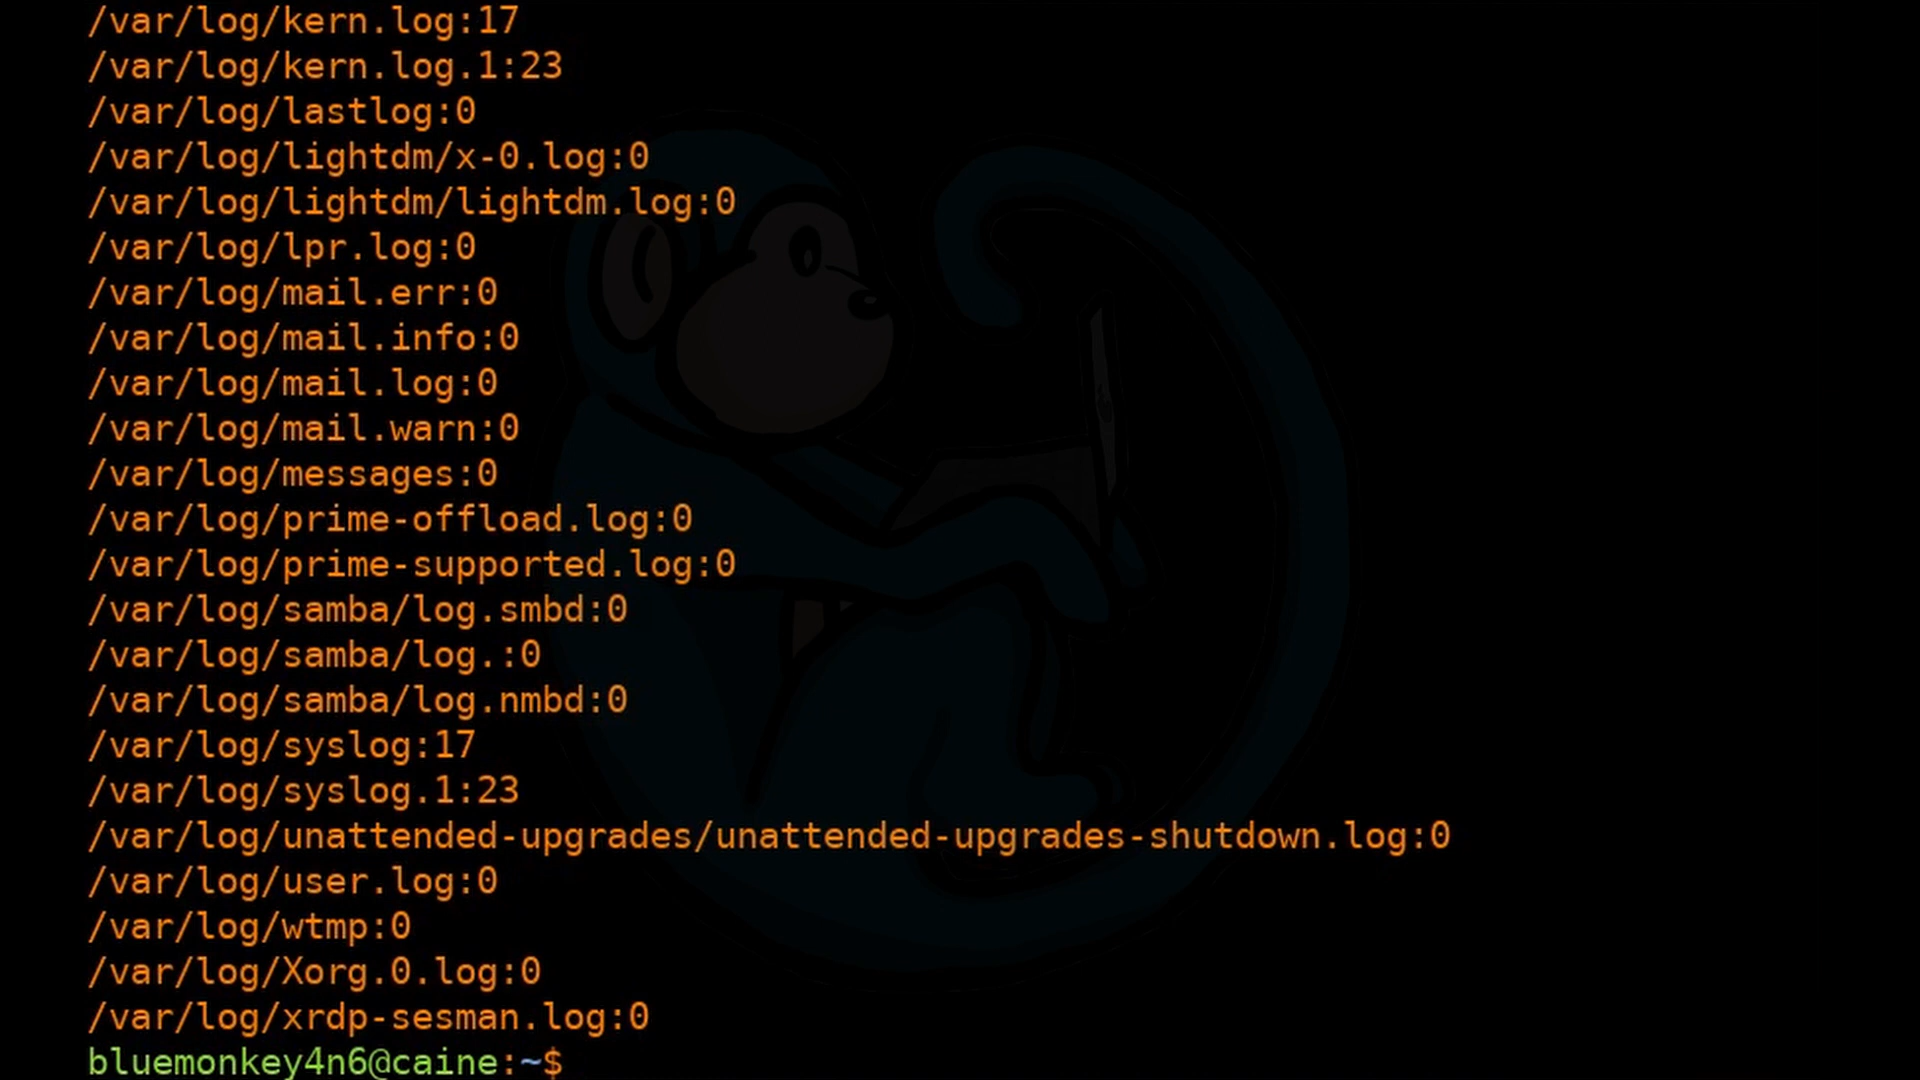 /var/log/kern.log:17
/var/log/kern.log.1:23
/var/log/lastlog:0
/var/log/lightdm/x-0.log:0
/var/log/lightdm/lightdm.log:0
/var/log/lpr.log:0
/var/log/mail.err:0
/var/log/mail.info:0
/var/log/mail.log:0
/var/log/mail.warn:0
/var/log/messages:0
/var/log/prime-offload.log:0
/var/log/prime-supported.log:0
/var/log/samba/log.smbd:0
/var/log/samba/log.:0
/var/log/samba/log.nmbd:0
/var/log/syslog:17
/var/log/syslog.1:23
/var/log/unattended-upgrades/unattended-upgrades-shutdown.log:0
/var/log/user.log:0
/var/log/wtmp:0
/var/log/Xorg.0.log:0
/var/log/xrdp-sesman.log:0
bluemonkey4n6@caine:~$